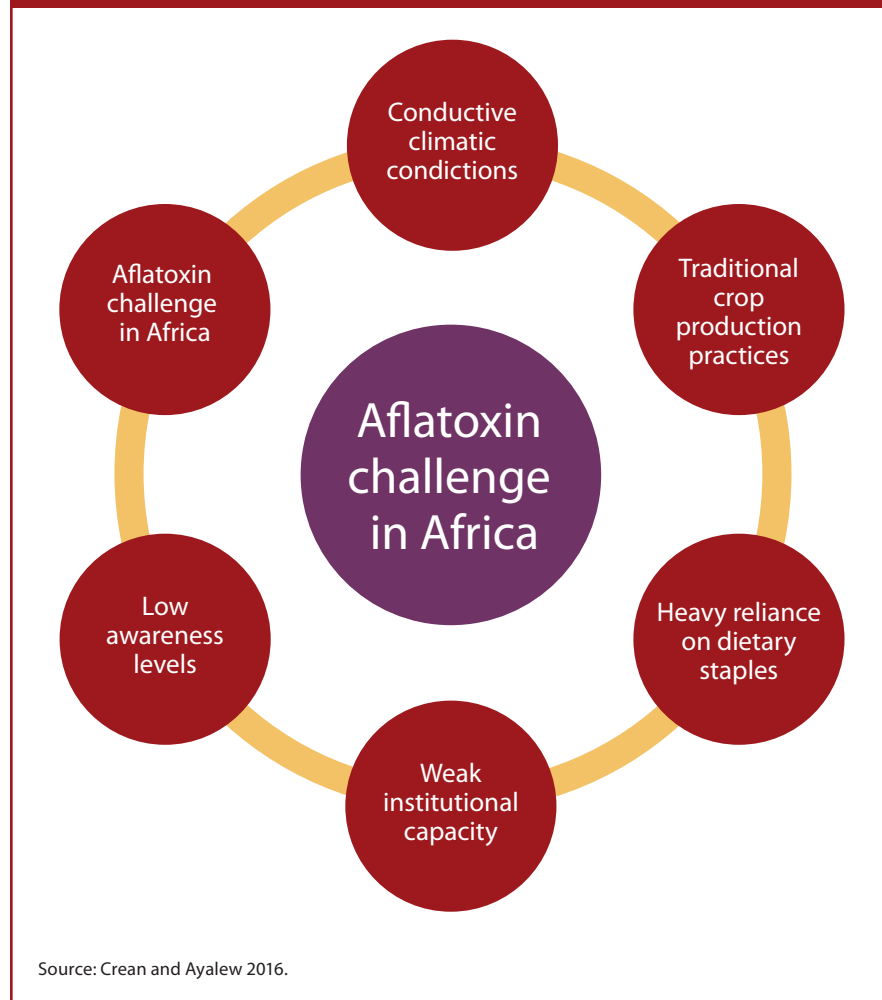 Conductive
climatic
condictions
Traditional
crop
production
practices
Heavy reliance
on dietary
staples
Weak
institutional
capacity
Low
awareness
levels
Aflatoxin
challenge
in Africa
Aflatoxin
challenge
in Africa
Source: Crean and Ayalew 2016.